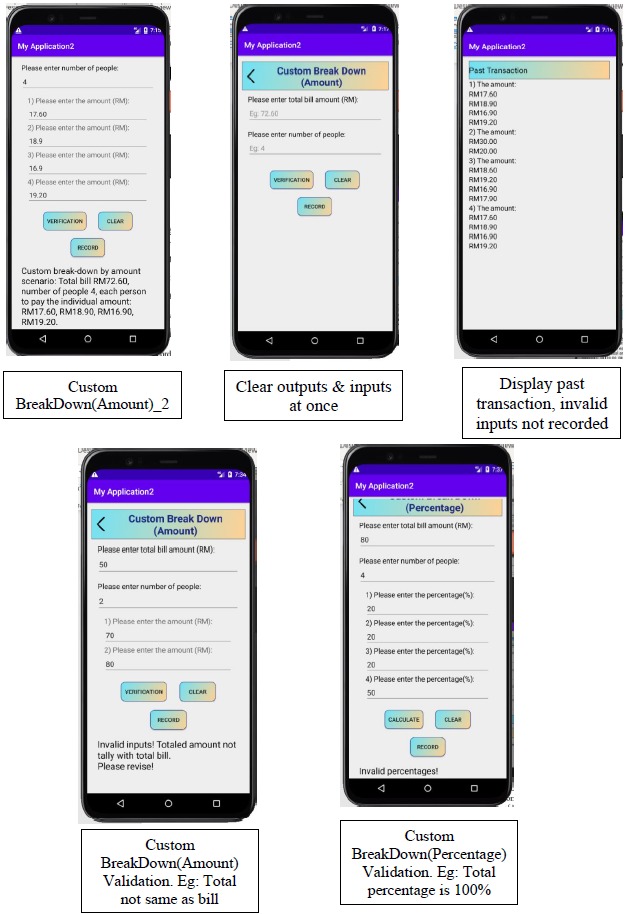 7:15
My Application2
Please enter number of people:
4
1) Please enter the amount (RM):
17.60
2) Please enter the amount (RM):
18.9
3) Please enter the amount (RM):
16.9
4) Please enter the amount (RM):
19.20
VERIFICATION
CLEAR
RECORD
Custom break-down by amount
scenario: Total bill RM72.60,
number of people 4, each person
to pay the individual amount:
RM17.60, RM18.90, RM16.90,
RM19.20.
Custom
BreakDown(Amount)_2
My Application2
Custom Break Down
(Amount)
Please enter total bill amount (RM):
Eg: 72.60
Please enter number of people:
Eg: 4
VERIFICATION
CLEAR
RECORD
Clear outputs & inputs
at once
My Application2
Past Transaction
1) The amount:
RM17.60
RM18.90
RM16.90
RM19.20
2) The amount:
RM30.00
RM20.00
3) The amount:
RM18.60
RM19.20
RM16.90
RM17.90
4) The amount:
RM17.60
RM18.90
RM16.90
RM19.20
Display past
transaction, invalid
inputs not recorded
7:34
My Application2
Custom Break Down
(Amount)
Please enter total bill amount (RM):
50
Please enter number of people:
2
1) Please enter the amount (RM):
70
2) Please enter the amount (RM):
80
VERIFICATION
CLEAR
RECORD
Invalid inputs! Totaled amount not
tally with total bill.
Please revise!
Custom
BreakDown(Amount)
Validation. Eg: Total
not same as bill
My Application2
(Percentage)
Please enter total bill amount (RM):
80
Please enter number of people:
4
1) Please enter the percentage(%):
20
2) Please enter the percentage(%):
20
3) Please enter the percentage(%):
20
4) Please enter the percentage(%):
50
CALCULATE
CLEAR
RECORD
Invalid percentages!
Custom
BreakDown(Percentage)
Validation. Eg: Total
percentage is 100%